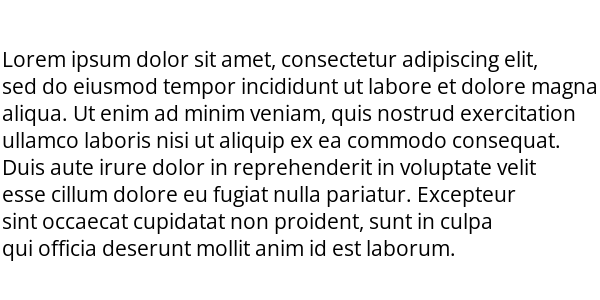 Lorem ipsum dolor sit amet, consectetur adipiscing elit,
sed do eiusmod tempor incididunt ut labore et dolore magna
aliqua. Ut enim ad minim veniam, quis nostrud exercitation
ullamco laboris nisi ut aliquip ex ea commodo consequat.
Duis aute irure dolor in reprehenderit in voluptate velit
esse cillum dolore eu fugiat nulla pariatur. Excepteur
sint occaecat cupidatat non proident, sunt in culpa
qui officia deserunt mollit anim id est laborum.